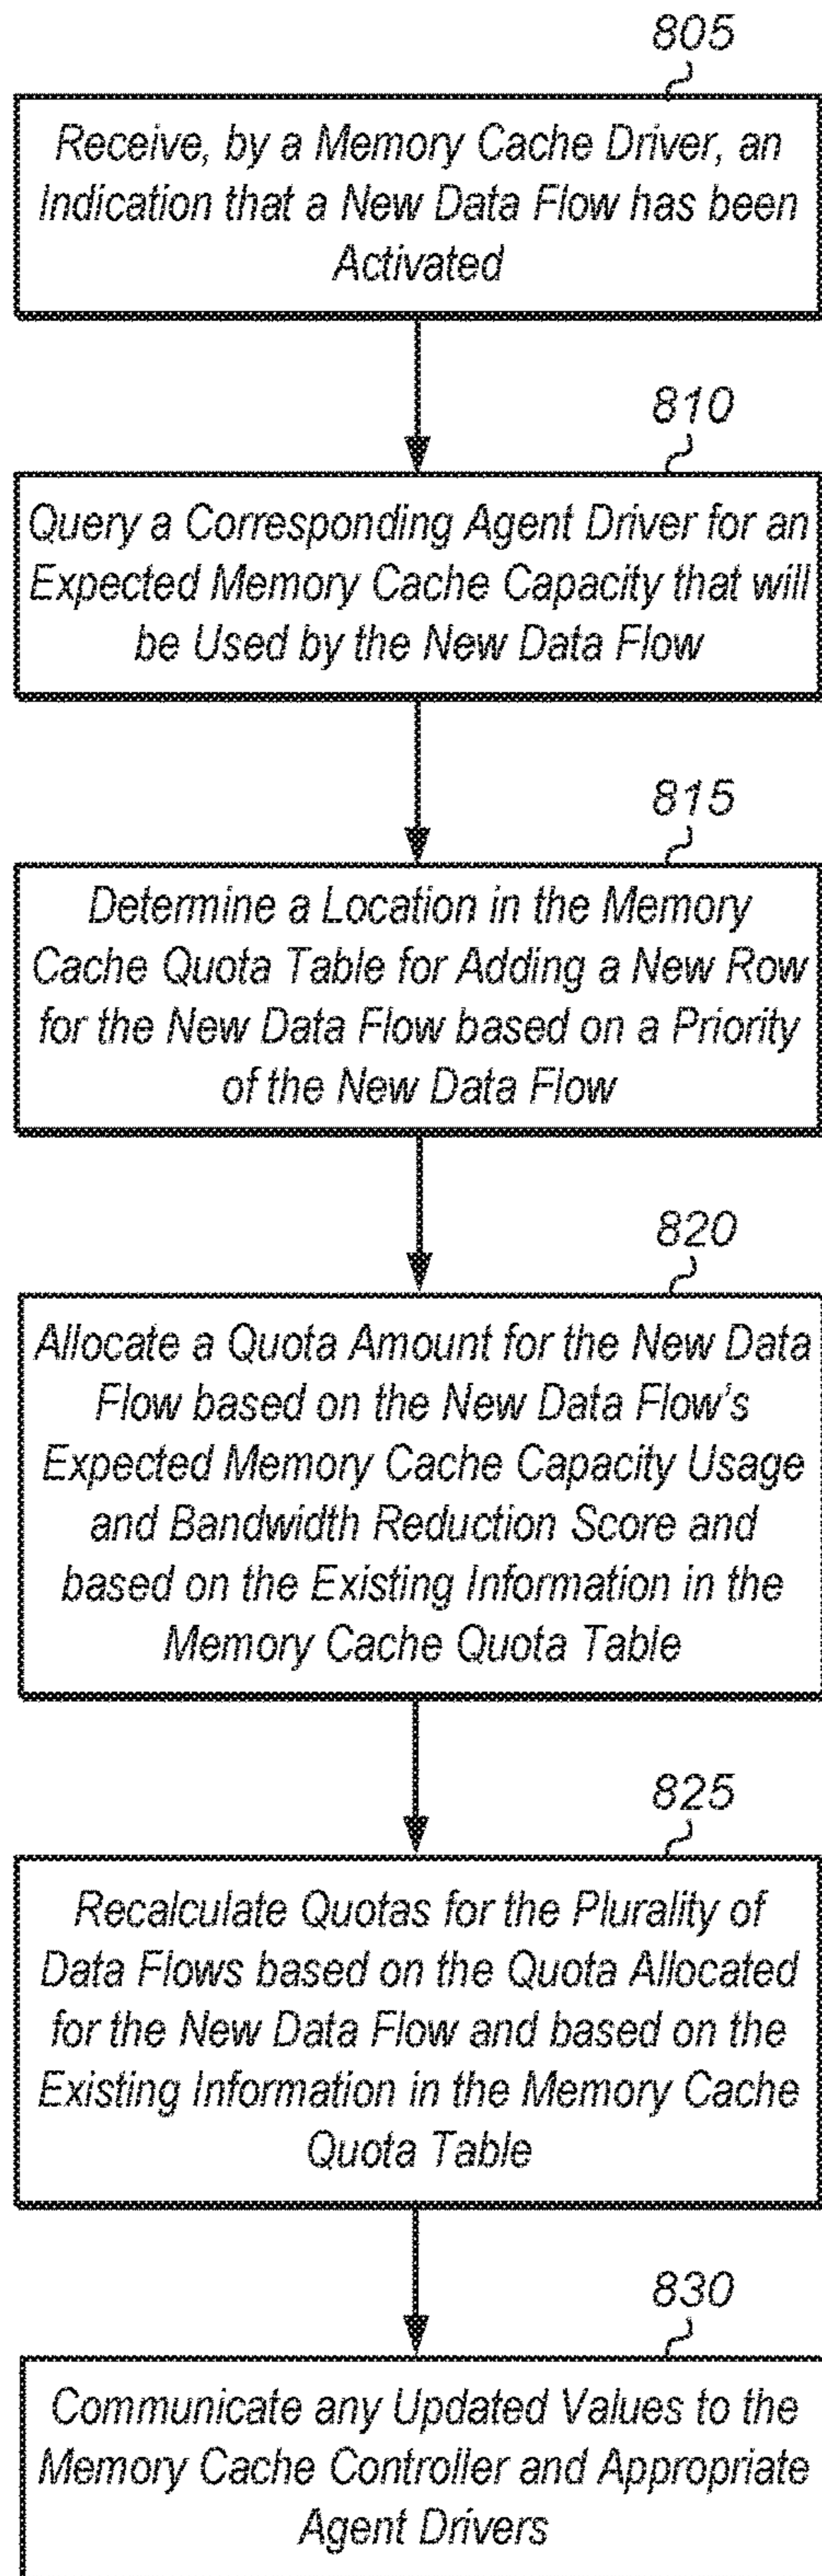 805
Receive, by a Memory Cache Driver, an
Indication that a New Data Flow has been
Activated
810
Query a Corresponding Agent Driver for an
Expected Memory Cache Capacity that will
be Used by the New Data Flow
815
Determine a Location in the Memory
Cache Quota Table for Adding a New Row
for the New Data Flow based on a Priority
of the New Data Flow
820
Allocate a Quota Amount for the New Data
Flow based on the New Data Flow's
Expected Memory Cache Capacity Usage
and Bandwidth Reduction Score and
based on the Existing Information in the
Memory Cache Quota Table
825
Recalculate Quotas for the Plurality of
Data Flows based on the Quota Allocated
for the New Data Flow and based on the
Existing Information in the Memory Cache
Quota Table
830
Communicate any Updated Values to the
Memory Cache Controller and Appropriate
Agent Drivers